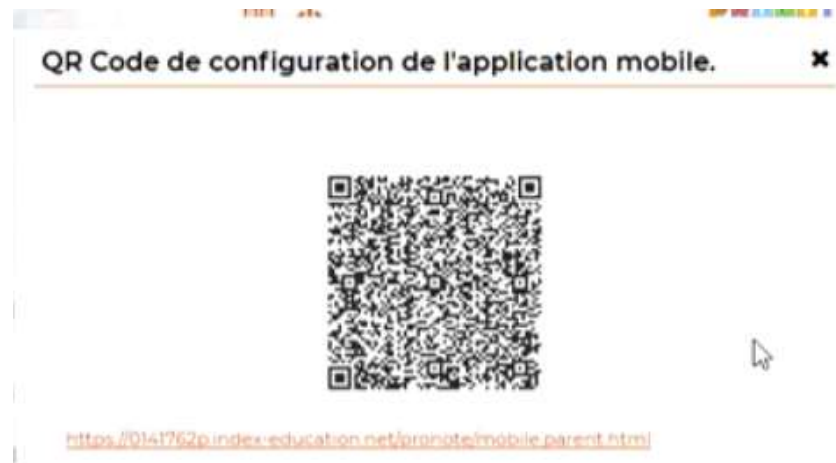 QR Code de configuration de l'application mobile.
https://0141762p.index-education.net/pronote/mobile.parent.html